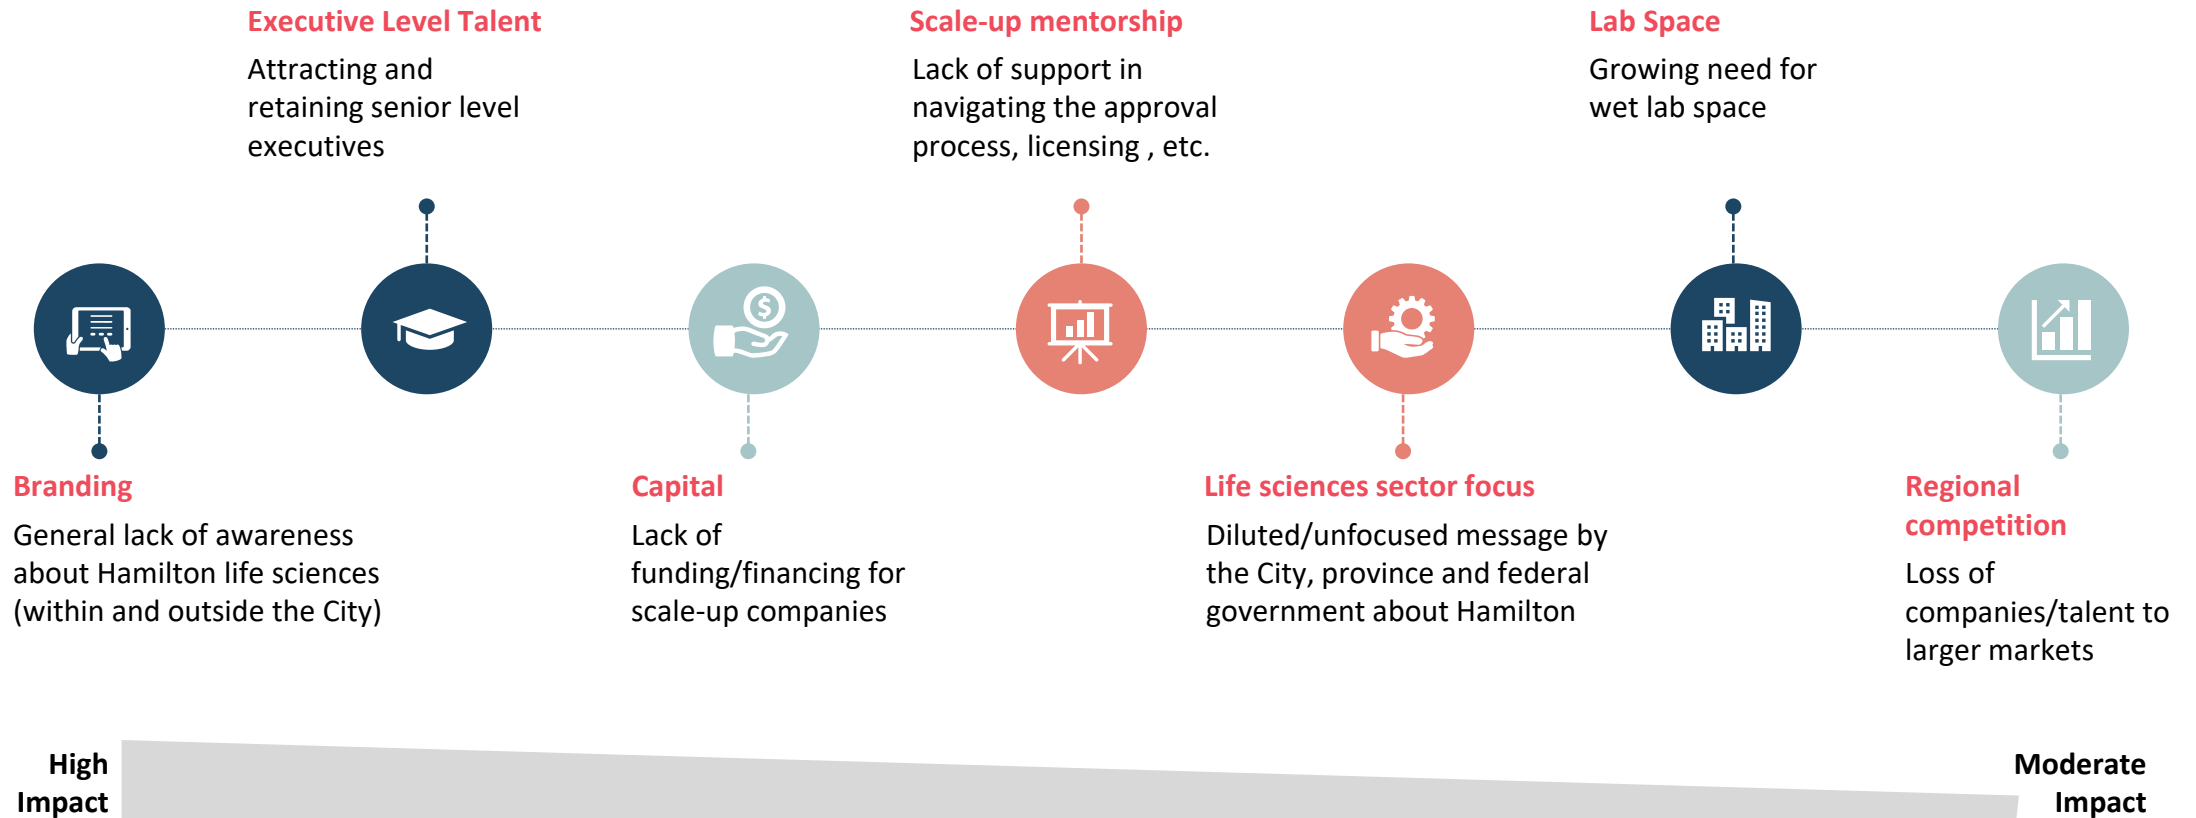 Executive Level Talent
Attracting and
retaining senior level
executives
Scale-up mentorship
Lack of support in
navigating the approval
process, licensing , etc.
Lab Space
Growing need for
wet lab space
$
Branding
General lack of awareness
about Hamilton life sciences
(within and outside the City)
Capital
Lack of
funding/financing for
scale-up companies
Life sciences sector focus
Diluted/unfocused message by
the City, province and federal
government about Hamilton
Regional
competition
Loss of
companies/talent to
larger markets
High
Impact
Moderate
Impact